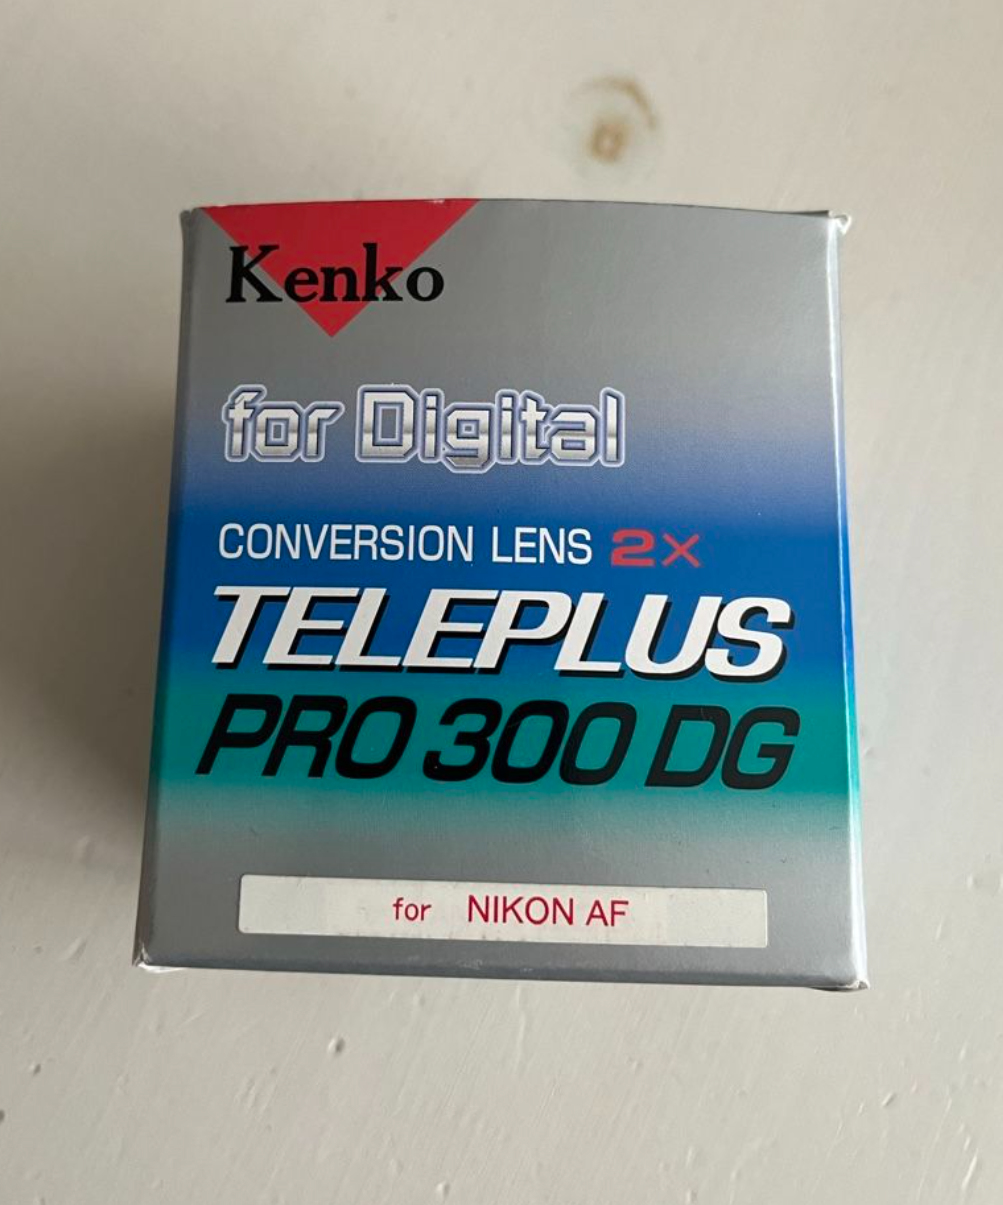 Kenko
for Digital
CONVERSION LENS 2X
TELEPLUS
PRO 300 DG
for NIKON AF